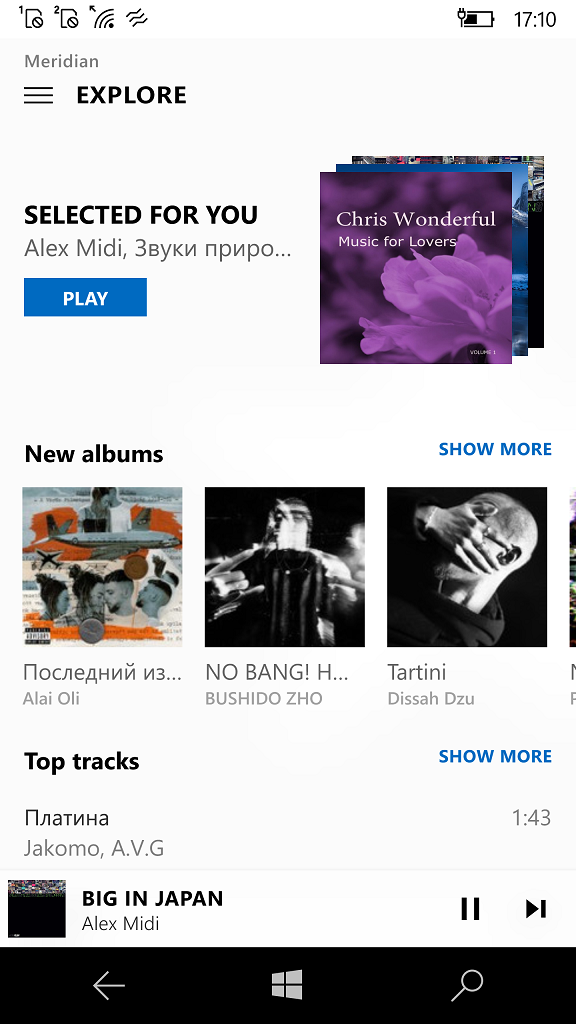 1 2 17:10
Meridian
EXPLORE
SELECTED FOR YOU
Alex Midi, Звуки приро...
PLAY
Chris Wonderful
Music for Lovers
VOLUME 1
New albums
SHOW MORE
Последний из...
Alai Oli
NO BANG! H...
BUSHIDO ZHO
Tartini
Dissah Dzu
Top tracks
SHOW MORE
Платина
1:43
Jakomo, A.V.G
BIG IN JAPAN
Alex Midi